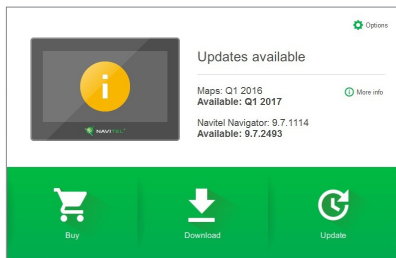 Options
Updates available
Maps: Q1 2016
Available: Q1 2017
More info
Navitel Navigator: 9.7.1114
Available: 9.7.2493
NAVITEL
Buy
Download
Update